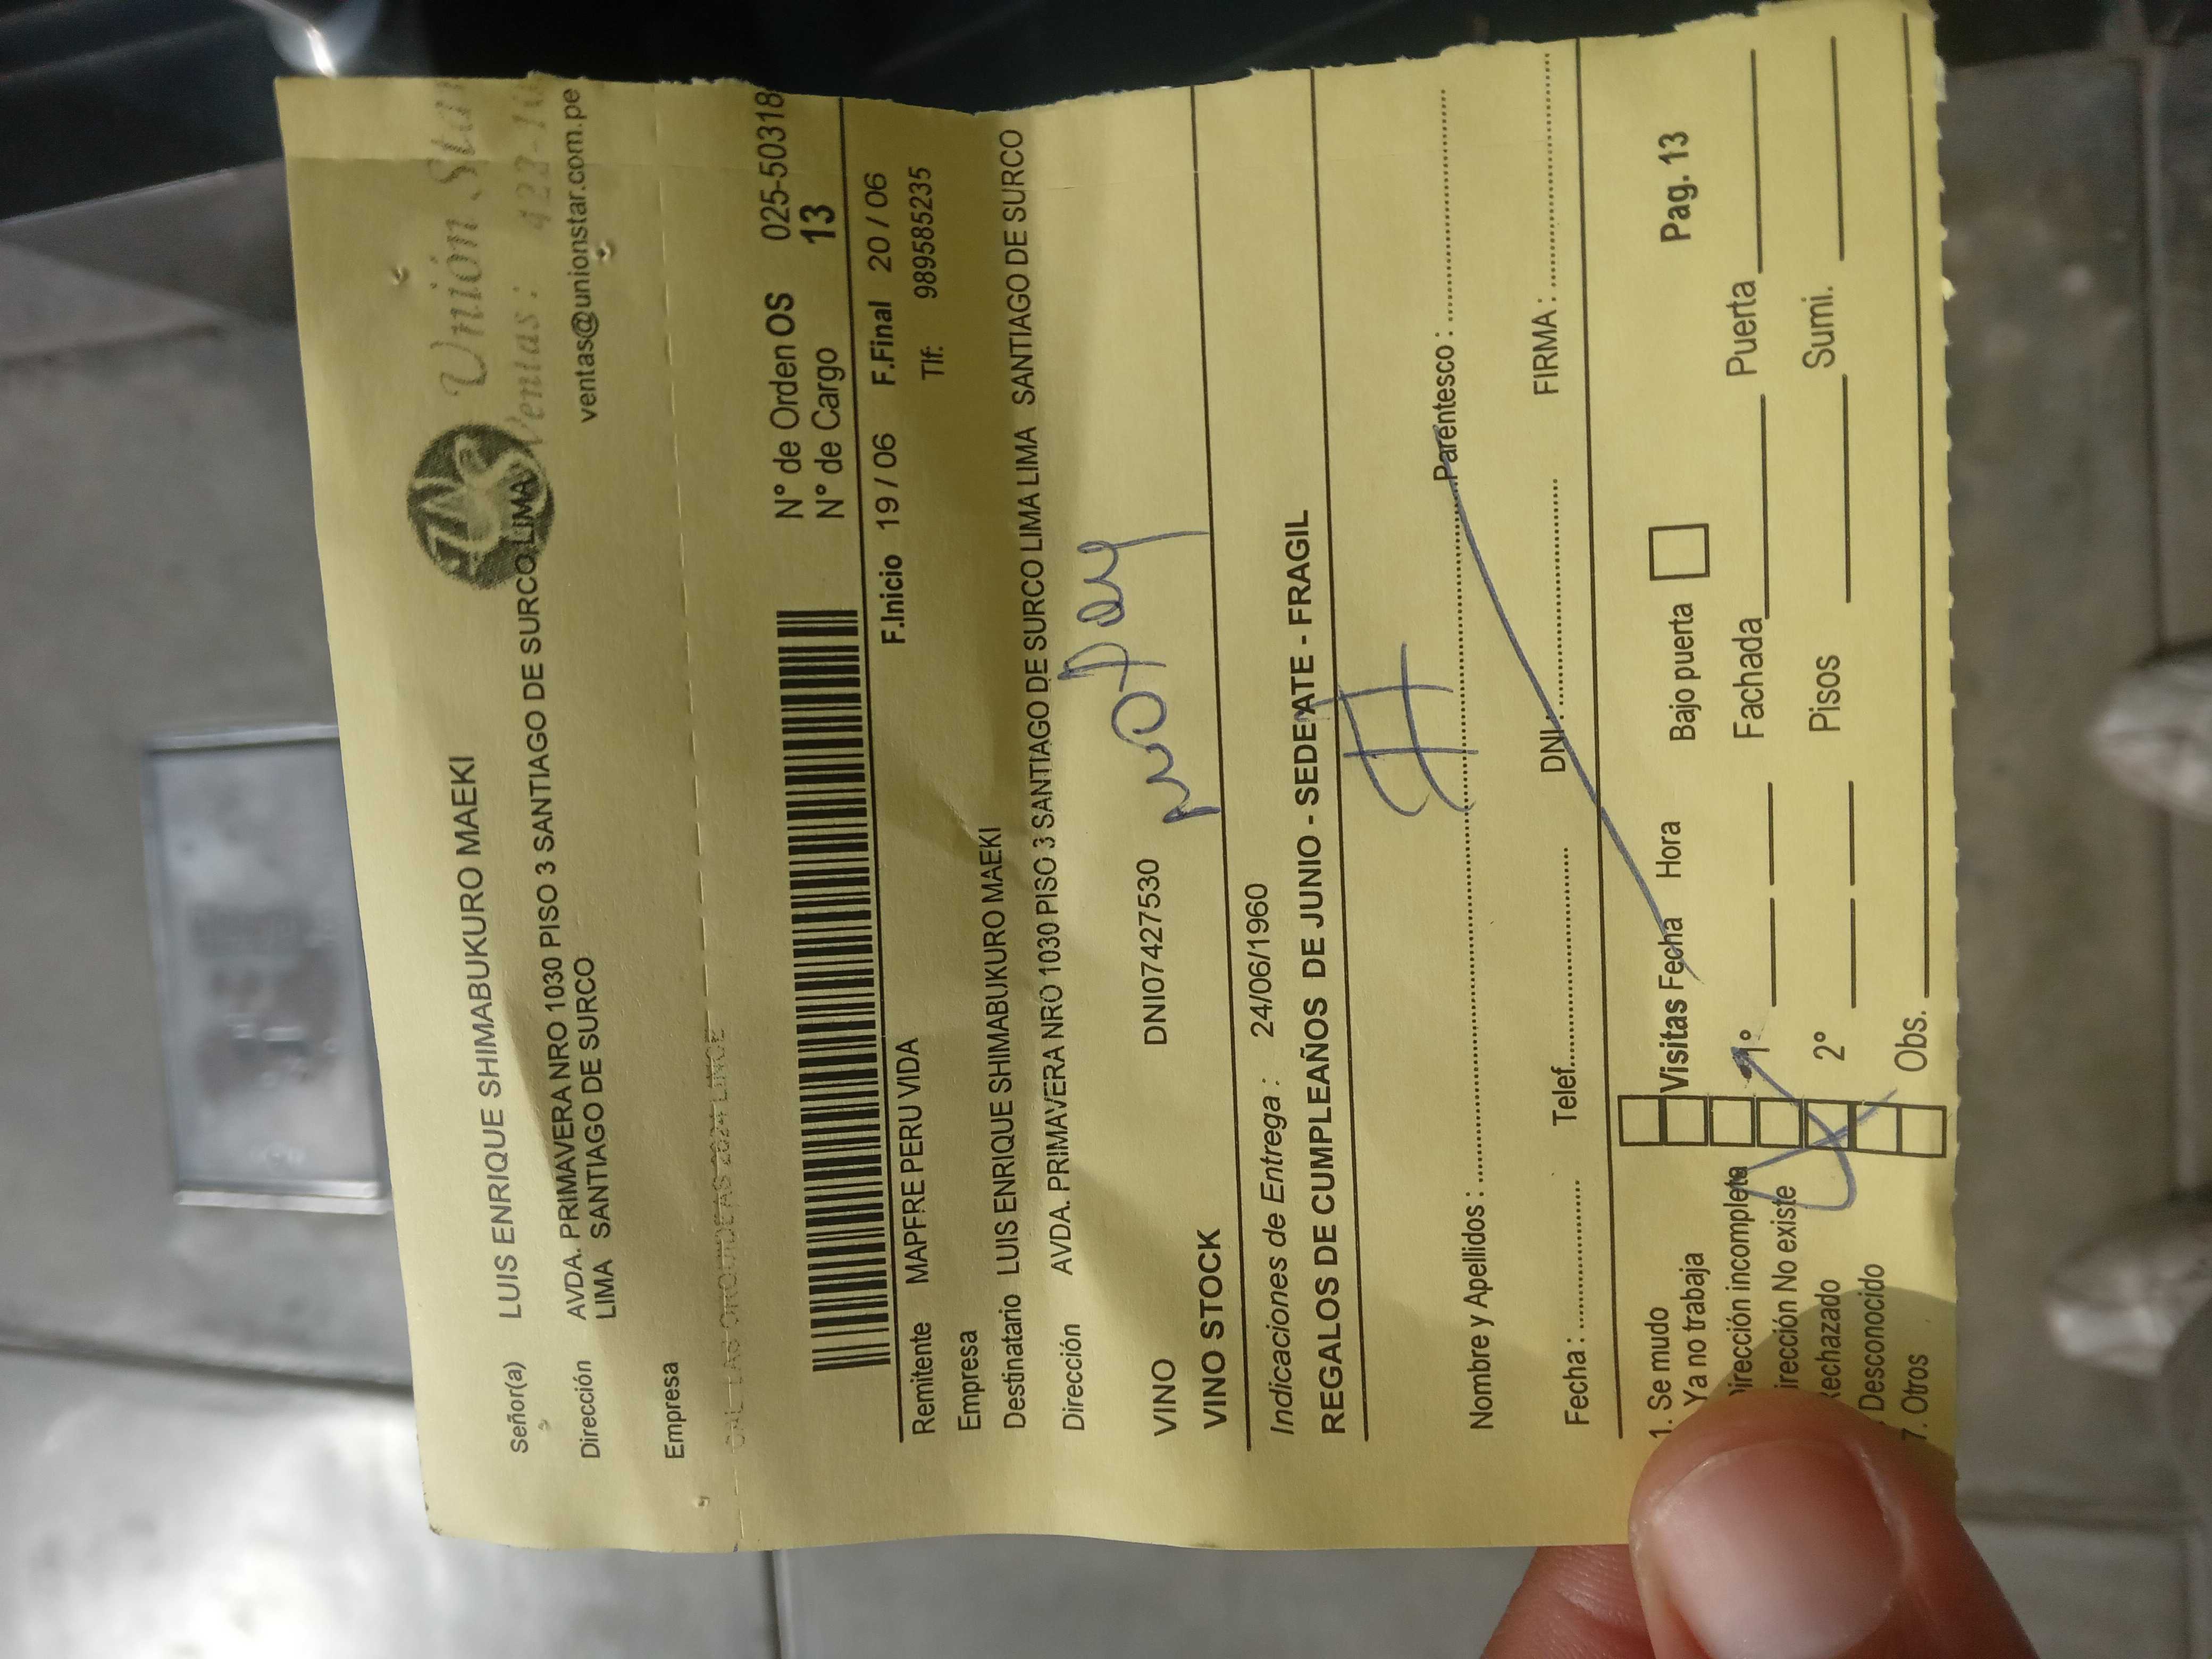 Unión Star
Ventas: 422-10
ventas@unionstar.com.pe
Señor(a) LUIS ENRIQUE SHIMABUKURO MAEKI
Dirección AVDA. PRIMAVERA NRO 1030 PISO 3 SANTIAGO DE SURCO LIMA
LIMA SANTIAGO DE SURCO
Empresa
N° de Orden OS 025-50318
N° de Cargo 13
F.Inicio 19 / 06 F.Final 20 / 06
Remitente MAPFRE PERU VIDA Tlf. 989585235
Empresa
Destinatario LUIS ENRIQUE SHIMABUKURO MAEKI
Dirección AVDA. PRIMAVERA NRO 1030 PISO 3 SANTIAGO DE SURCO LIMA LIMA SANTIAGO DE SURCO
VINO DNI07427530
VINO STOCK
Indicaciones de Entrega : 24/06/1960
REGALOS DE CUMPLEAÑOS DE JUNIO - SEDE ATE - FRAGIL
Nombre y Apellidos : Parentesco :
Fecha : Telef. DNI : FIRMA :
1. Se mudo
Ya no trabaja Visitas Fecha Hora Bajo puerta Pag. 13
irección incompleta 1° Fachada Puerta
irección No existe
echazado 2° Pisos Sumi.
Desconocido
7. Otros Obs.